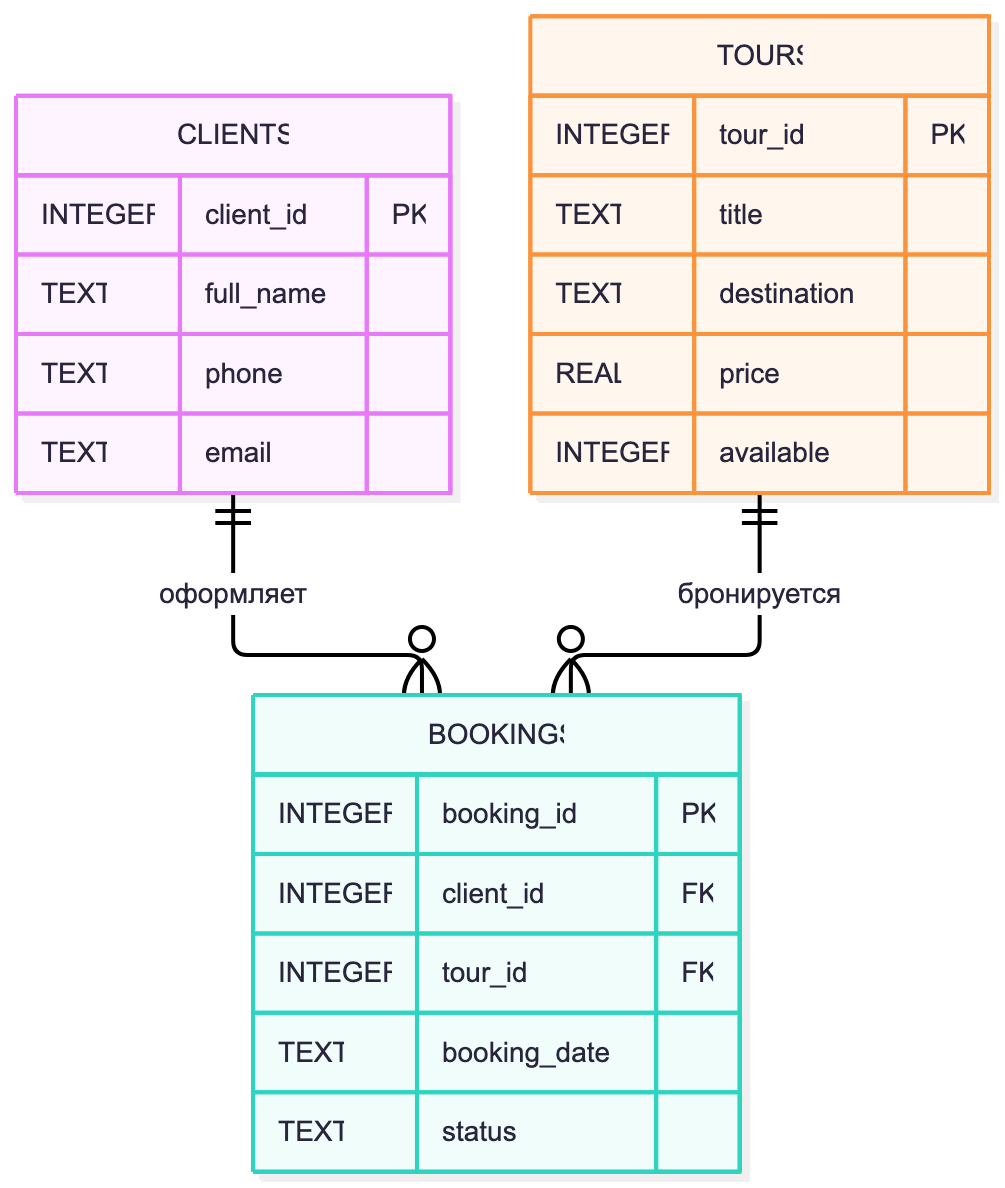 CLIENTS
INTEGER client_id PK
TEXT full_name
TEXT phone
TEXT email
TOURS
INTEGER tour_id PK
TEXT title
TEXT destination
REAL price
INTEGER available
оформляет
бронируется
BOOKINGS
INTEGER booking_id PK
INTEGER client_id FK
INTEGER tour_id FK
TEXT booking_date
TEXT status